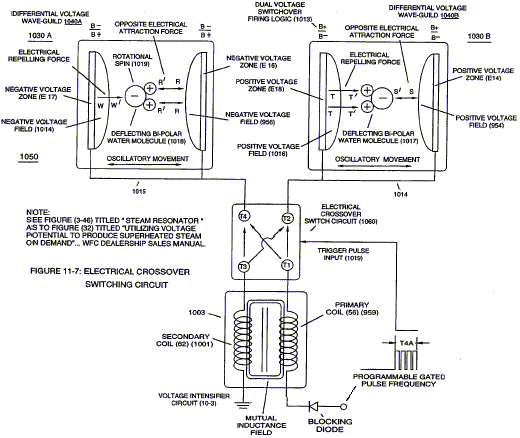 DIFFERENTIAL VOLTAGE
WAVE-GUILD 1040A
1030 A
B -
B +
OPPOSITE ELECTRICAL
ATTRACTION FORCE
B -
B +
DUAL VOLTAGE
SWITCHOVER
FIRING LOGIC (1013)
B+
B-
OPPOSITE ELECTRICAL
ATTRACTION FORCE
DIFFERENTIAL VOLTAGE
WAVE-GUILD 1040B
B+
B-
1030 B
ELECTRICAL
REPELLING FORCE
ROTATIONAL
SPIN (1019)
NEGATIVE VOLTAGE
ZONE (E 16)
NEGATIVE VOLTAGE
ZONE (E 17)
W W'
R' R
R' R
NEGATIVE VOLTAGE
FIELD (1014)
NEGATIVE VOLTAGE
FIELD (956)
DEFLECTING BI-POLAR
WATER MOLECULE (1018)
OSCILLATORY MOVEMENT
1050
1015
ELECTRICAL
REPELLING FORCE
POSITIVE VOLTAGE
ZONE (E18)
POSITIVE VOLTAGE
ZONE (E14)
T T'
T T'
S' S
POSITIVE VOLTAGE
FIELD (1016)
POSITIVE VOLTAGE
FIELD (954)
DEFLECTING BI-POLAR
WATER MOLECULE (1017)
OSCILLATORY MOVEMENT
1014
NOTE:
SEE FIGURE (3-46) TITLED " STEAM RESONATOR "
AS TO FIGURE (32) TITLED "UTILIZING VOLTAGE
POTENTIAL TO PRODUCE SUPERHEATED STEAM
ON DEMAND"... WFC DEALERSHIP SALES MANUAL.
T4
T2
T3
T1
ELECTRICAL
CROSSOVER
SWITCH CIRCUIT (1060)
TRIGGER PULSE
INPUT (1019)
FIGURE 11-7: ELECTRICAL CROSSOVER
SWITCHING CIRCUIT
1003
PRIMARY
COIL (56) (959)
SECONDARY
COIL (62) (1001)
T4A
PROGRAMMABLE GATED
PULSE FREQUENCY
VOLTAGE INTENSIFIER
CIRCUIT (10-3)
MUTUAL
INDUCTANCE
FIELD
BLOCKING
DIODE